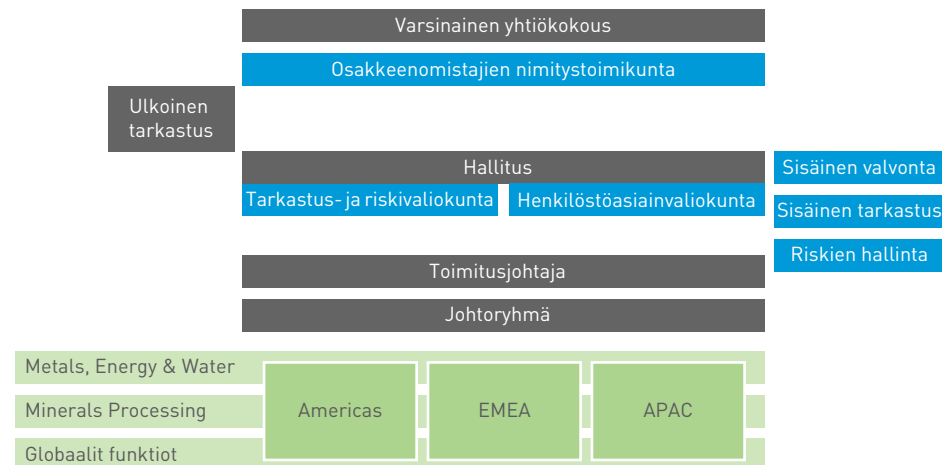 Varsinainen yhtiökokous
Osakkeenomistajien nimitystoimikunta
Ulkoinen
tarkastus
Hallitus
Sisäinen valvonta
Tarkastus- ja riskivaliokunta
Henkilöstöasiainvaliokunta
Sisäinen tarkastus
Riskien hallinta
Toimitusjohtaja
Johtoryhmä
Metals, Energy & Water
Minerals Processing
Americas
EMEA
APAC
Globaalit funktiot